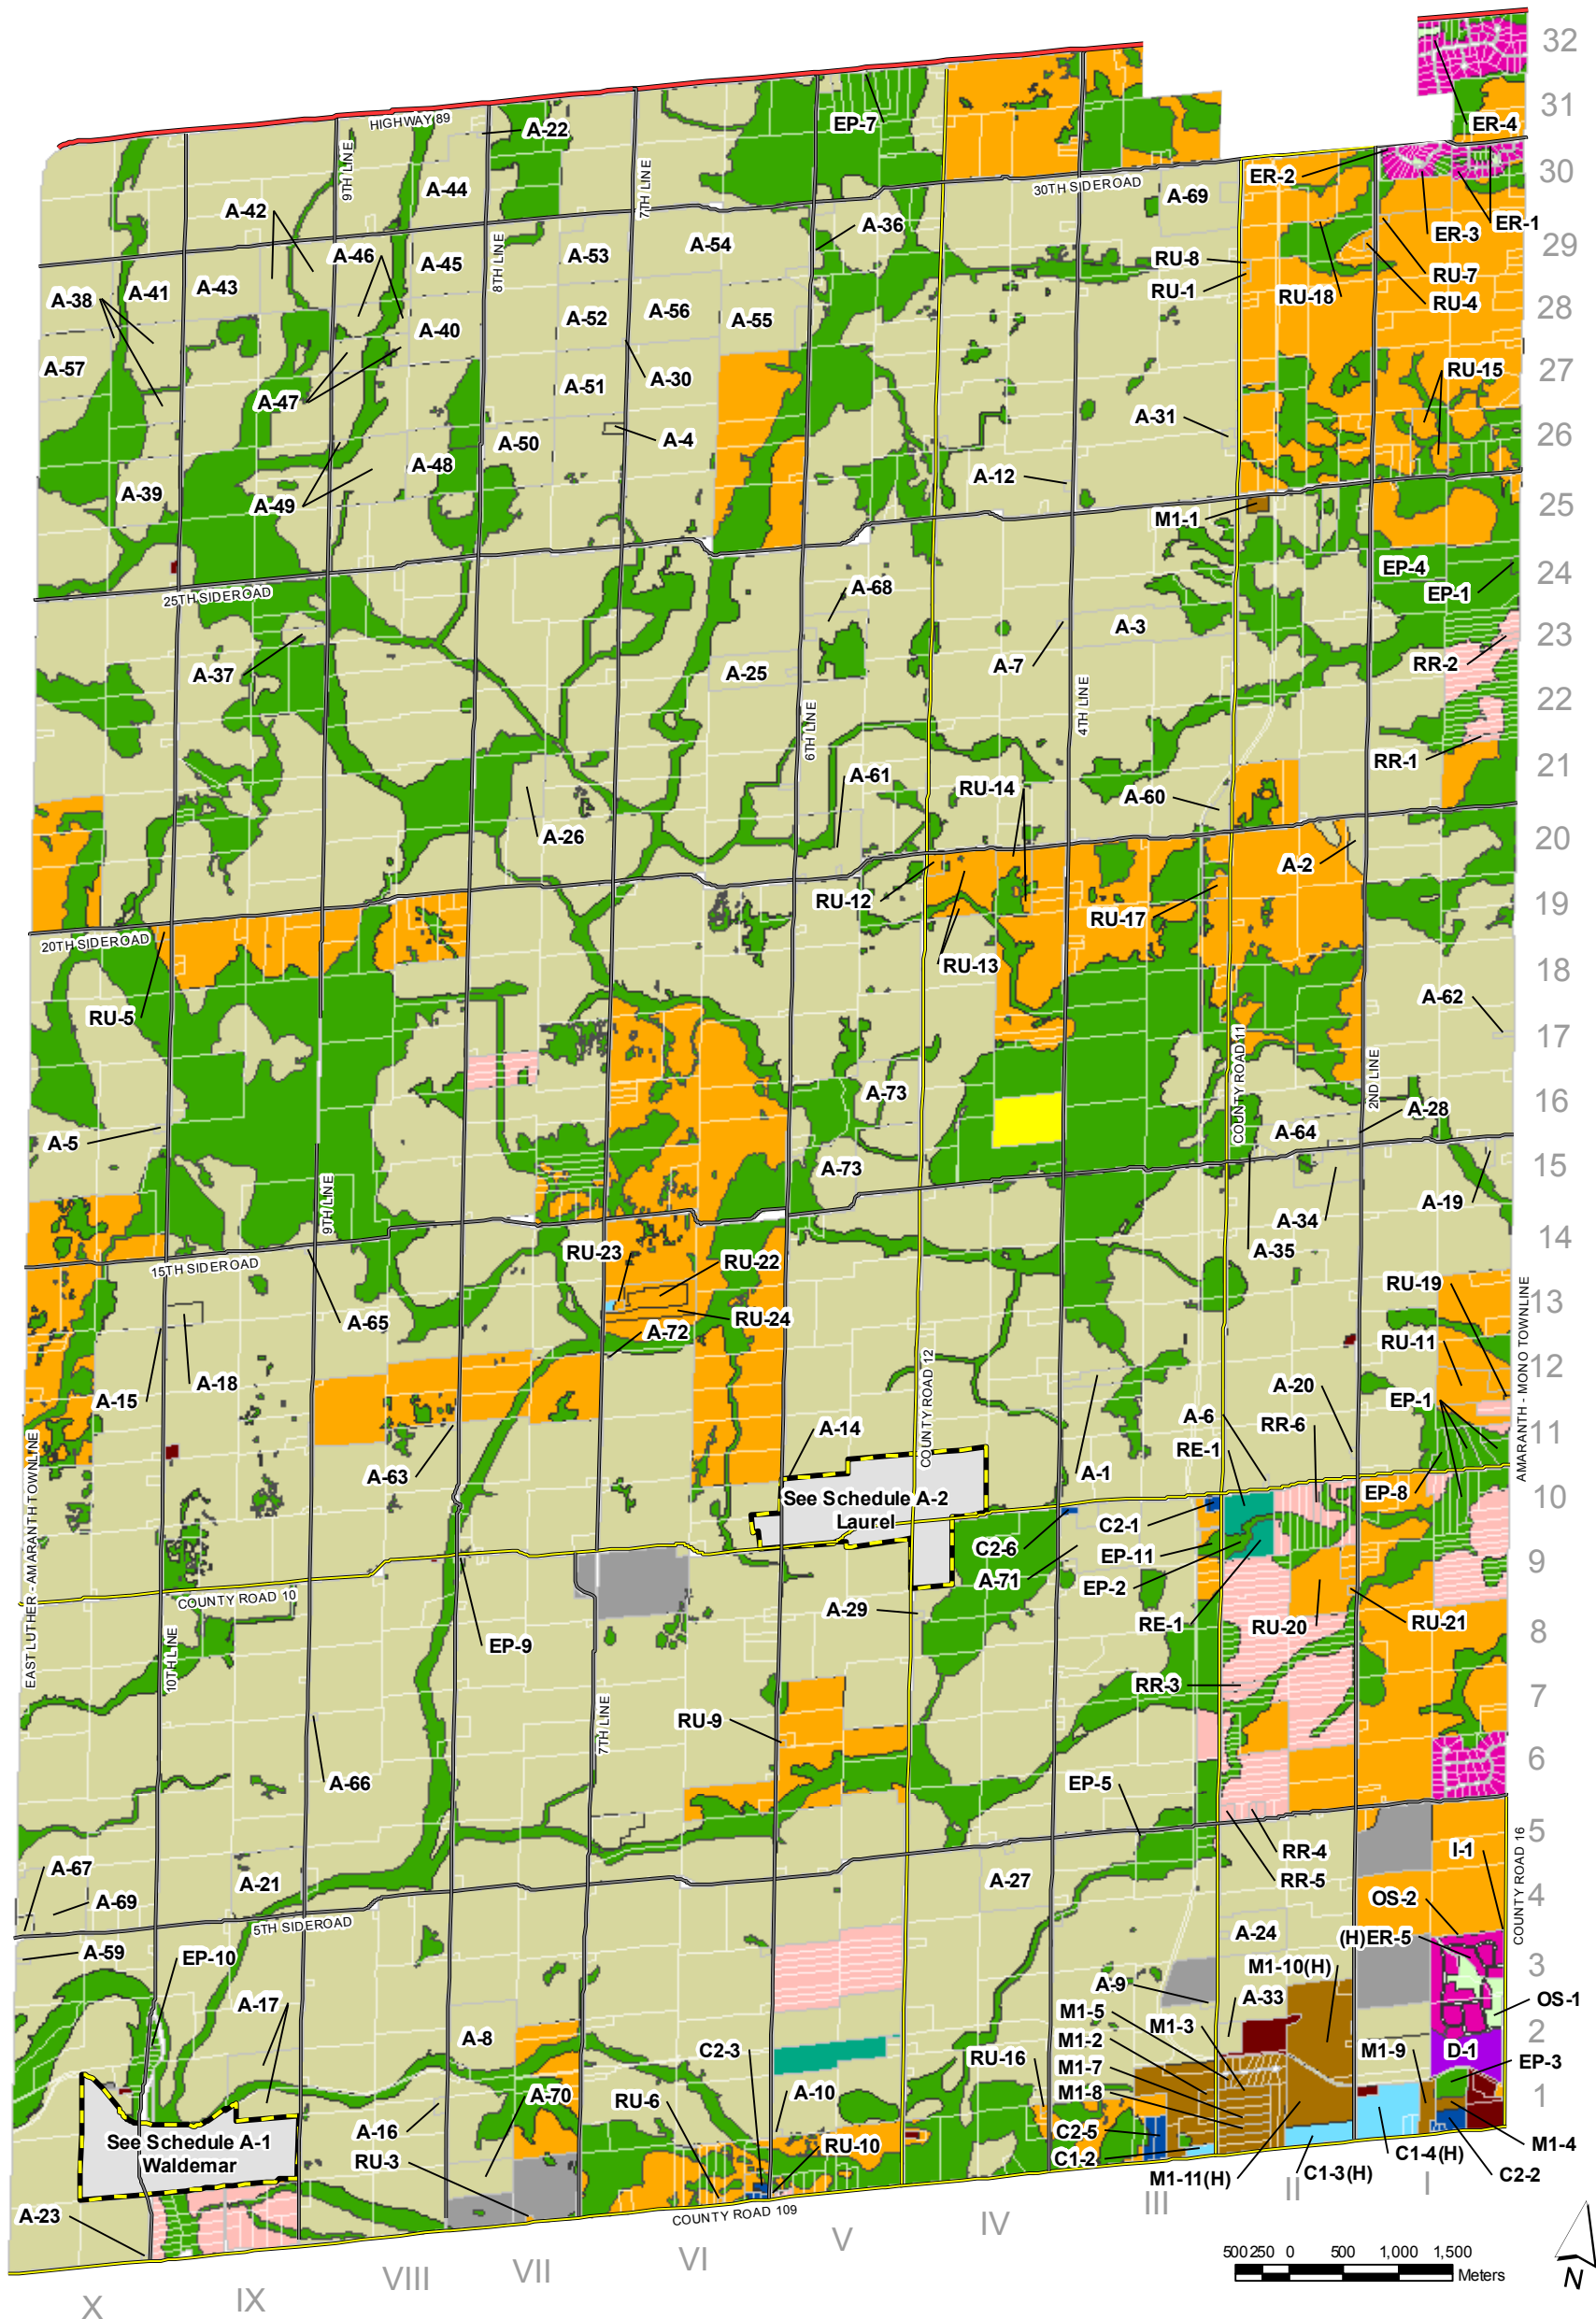 32
31
ER-4
HIGHWAY 89
A-22
EP-7
9TH LINE
7TH LINE
A-44
30TH SIDEROAD
A-69
ER-2
30
A-42
A-36
ER-1
ER-3
A-46
8TH LINE
A-53
A-54
29
A-45
RU-8
RU-7
A-38
A-41
A-43
RU-1
RU-18
RU-4
28
A-56
A-52
A-55
A-40
A-57
A-47
A-51
A-30
RU-15
27
A-31
26
A-50
A-4
A-48
A-12
A-39
A-49
25
M1-1
EP-4
24
25TH SIDEROAD
A-68
EP-1
A-3
23
A-37
A-25
A-7
RR-2
22
4TH LINE
6TH LINE
RR-1
21
A-61
RU-14
A-60
A-26
A-2
20
RU-12
RU-17
19
20TH SIDEROAD
RU-13
18
RU-5
A-62
17
COUNTY ROAD 11
2ND LINE
A-73
16
A-28
A-5
A-64
A-73
15
9TH LINE
A-19
A-34
14
RU-23
A-35
15TH SIDEROAD
RU-22
RU-19
13
A-65
RU-24
A-72
RU-11
12
AMARANTH - MONO TOWNLINE
A-18
A-15
COUNTY ROAD 12
A-20
EP-1
A-14
A-6
RR-6
11
EAST LUTHER - AMARANTH TOWNLINE
RE-1
A-63
A-1
EP-8
10
See Schedule A-2
Laurel
C2-1
C2-6
EP-11
9
A-71
EP-2
COUNTY ROAD 10
A-29
RE-1
RU-20
RU-21
8
EP-9
10TH LINE
RR-3
7
RU-9
7TH LINE
6
A-66
EP-5
5
RR-4
I-1
COUNTY ROAD 16
A-67
RR-5
A-21
A-27
A-69
OS-2
4
5TH SIDEROAD
A-24
(H)ER-5
A-59
EP-10
M1-10(H)
3
A-9
A-33
OS-1
A-17
M1-5
M1-3
2
A-8
M1-2
C2-3
RU-16
M1-9
D-1
EP-3
M1-7
A-70
M1-8
1
RU-6
A-10
A-16
C2-5
See Schedule A-1
Waldemar
RU-10
M1-4
C1-2
C1-4(H)
RU-3
M1-11(H)
C1-3(H)
C2-2
A-23
COUNTY ROAD 109
I
II
III
IV
V
VI
VII
VIII
IX
X
500 250 0 500 1,000 1,500
Meters
N